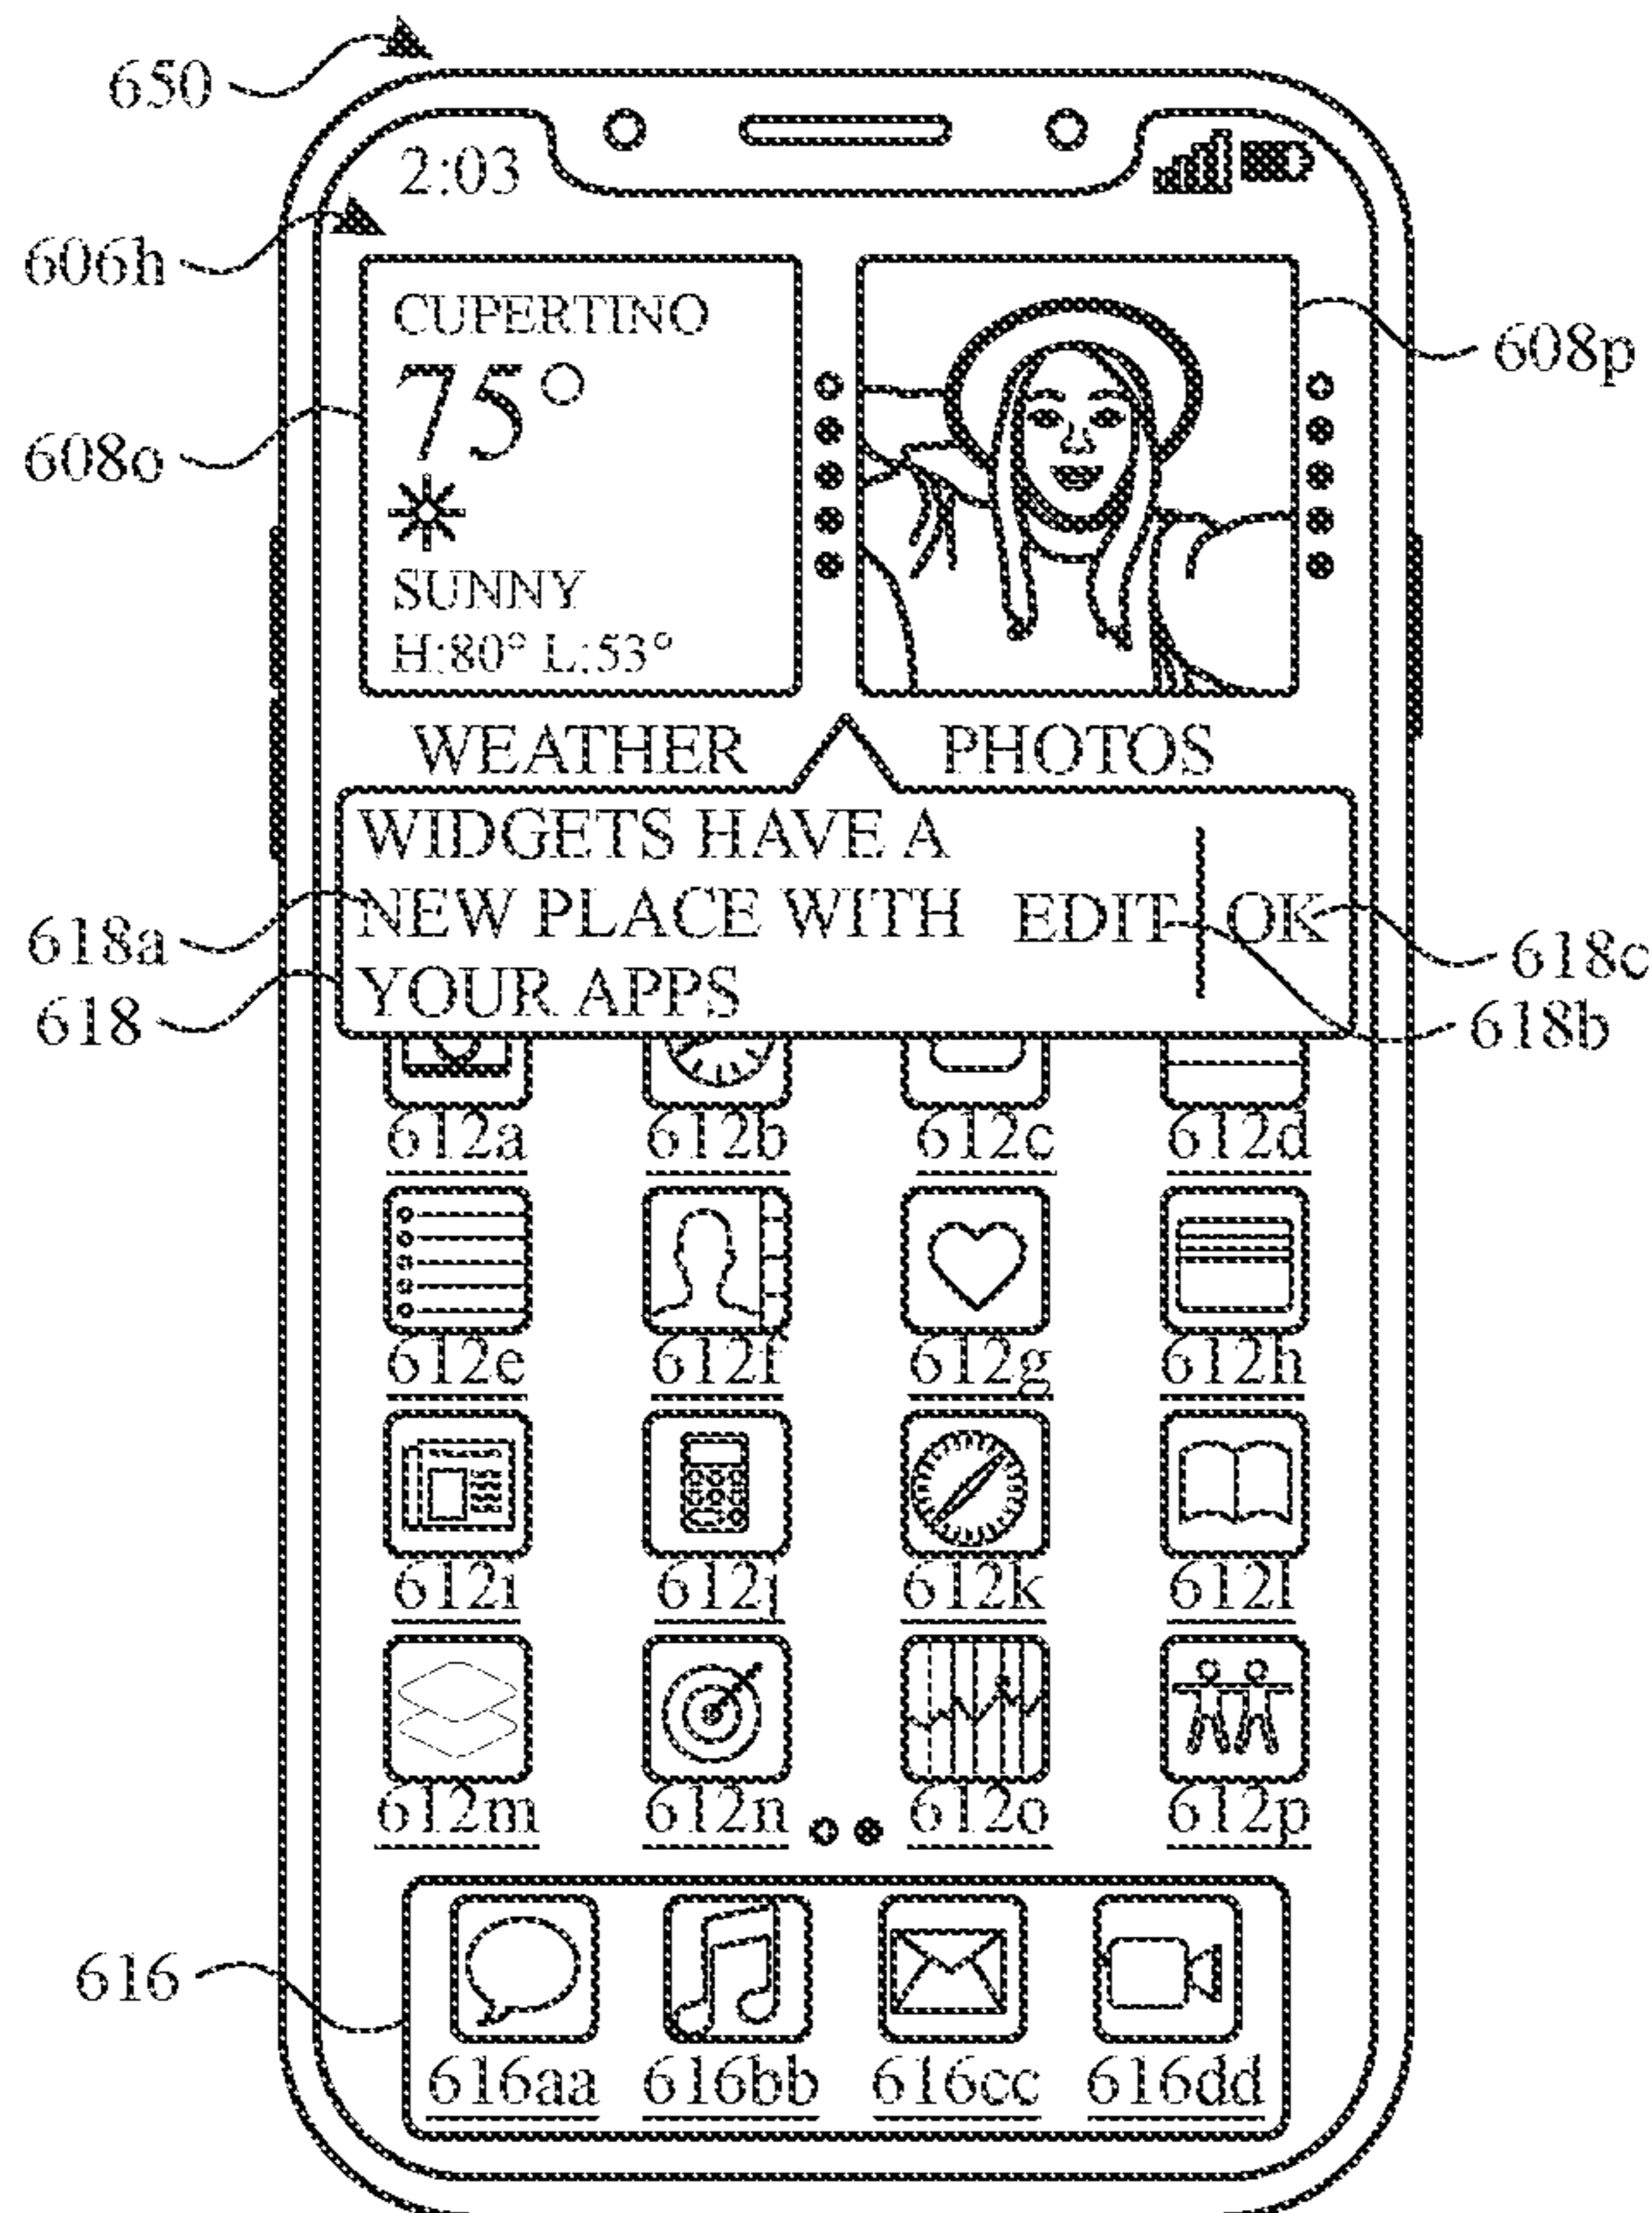 650
2:03
606h
CUPERTINO
75°
608o
608p
SUNNY
H:80° L:53°
WEATHER PHOTOS
WIDGETS HAVE A
NEW PLACE WITH
YOUR APPS
EDIT OK
618a
618c
618
618b
612a 612b 612c 612d
612e 612f 612g 612h
612i 612j 612k 612l
612m 612n 612o 612p
616
616aa 616bb 616cc 616dd